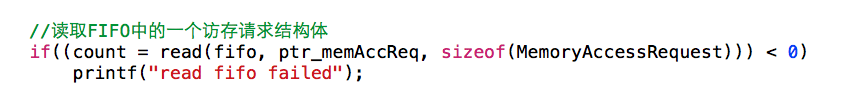 //读取FIFO中的一个访存请求结构体
if((count = read(fifo, ptr_memAccReq, sizeof(MemoryAccessRequest))) < 0)
    printf("read fifo failed");